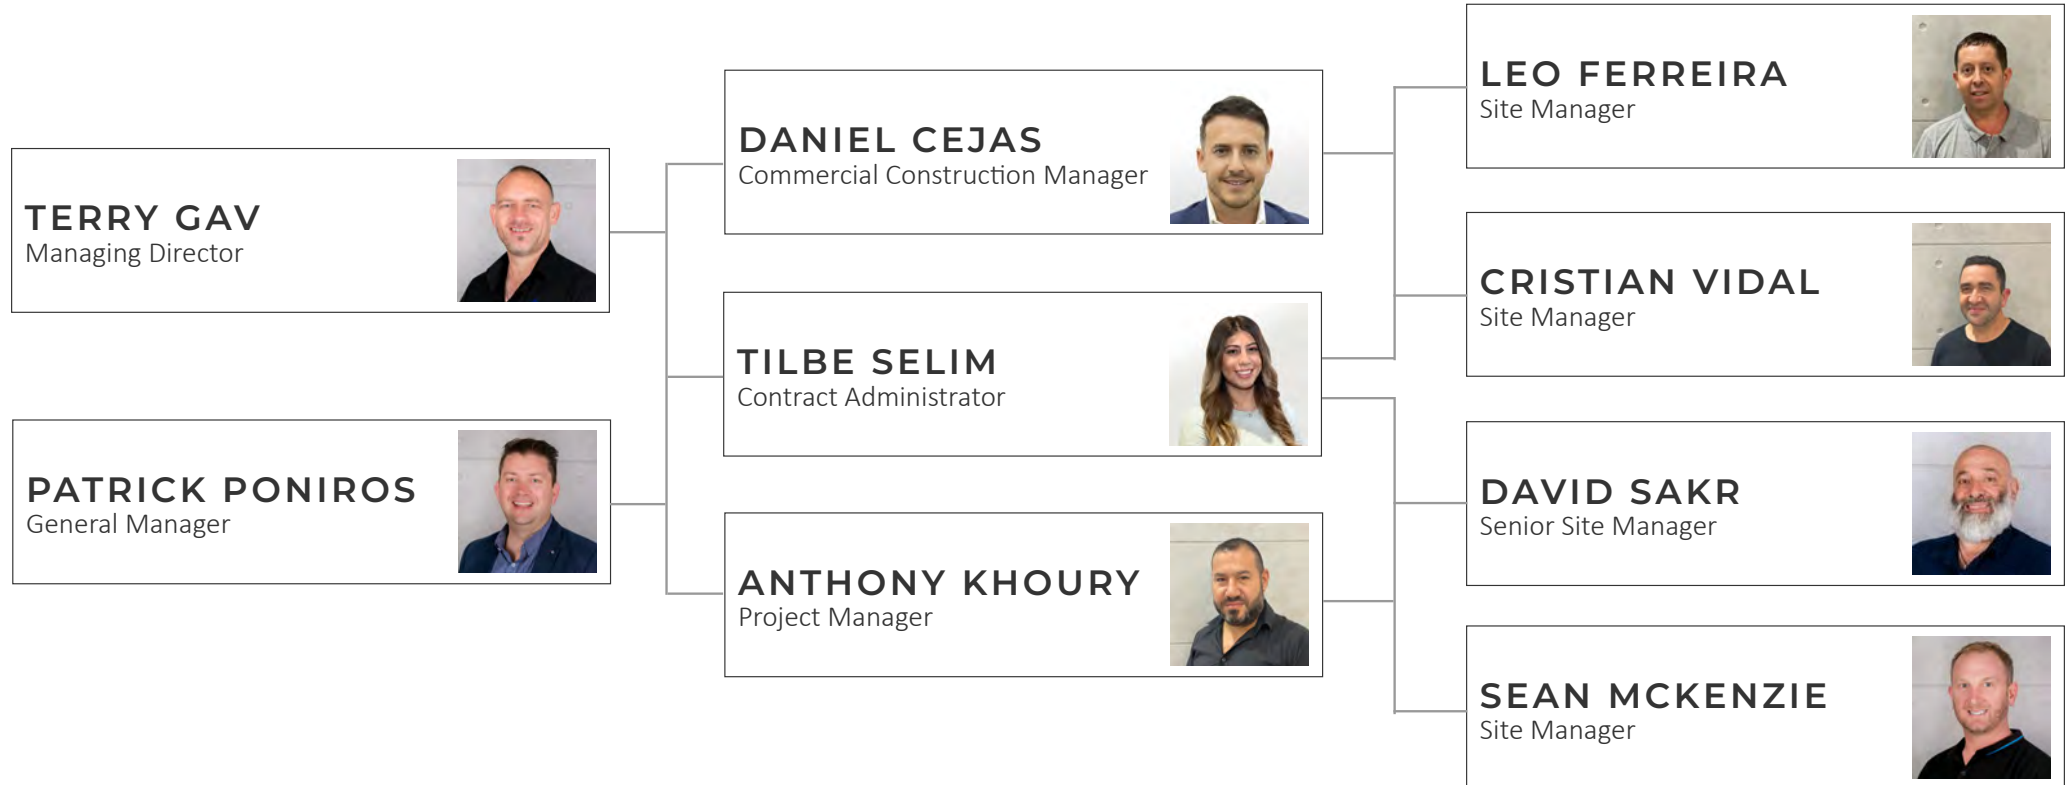 TERRY GAV
Managing Director
PATRICK PONIROS
General Manager
DANIEL CEJAS
Commercial Construction Manager
TILBE SELIM
Contract Administrator
ANTHONY KHOURY
Project Manager
LEO FERREIRA
Site Manager
CRISTIAN VIDAL
Site Manager
DAVID SAKR
Senior Site Manager
SEAN MCKENZIE
Site Manager